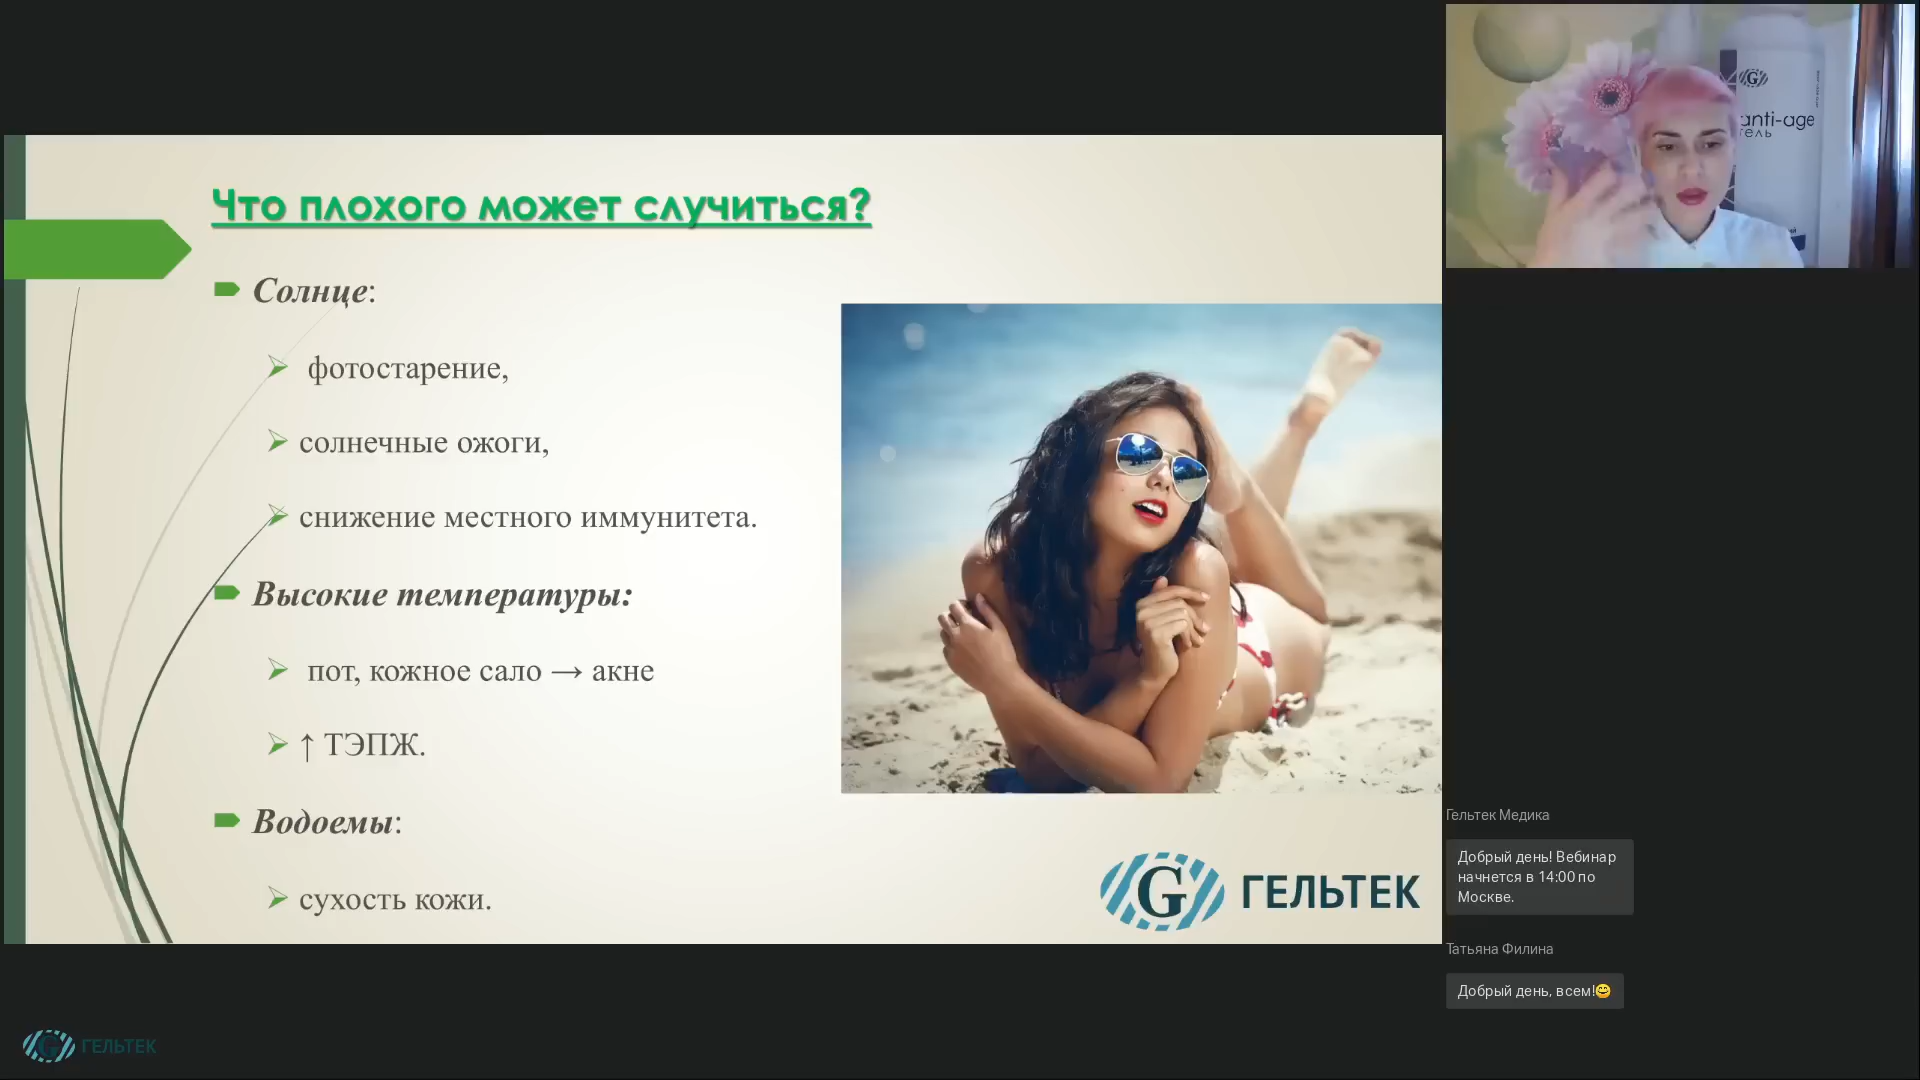 Что плохого может случиться?
Солнце:
фотостарение,
солнечные ожоги,
снижение местного иммунитета.
Высокие температуры:
пот, кожное сало → акне
↑ ТЭПЖ.
Водоемы:
сухость кожи.
G ГЕЛЬТЕК
G
anti-age
гель
Гельтек Медика
Добрый день! Вебинар
начнется в 14:00 по
Москве.
Татьяна Филина
Добрый день, всем!😊
G ГЕЛЬТЕК